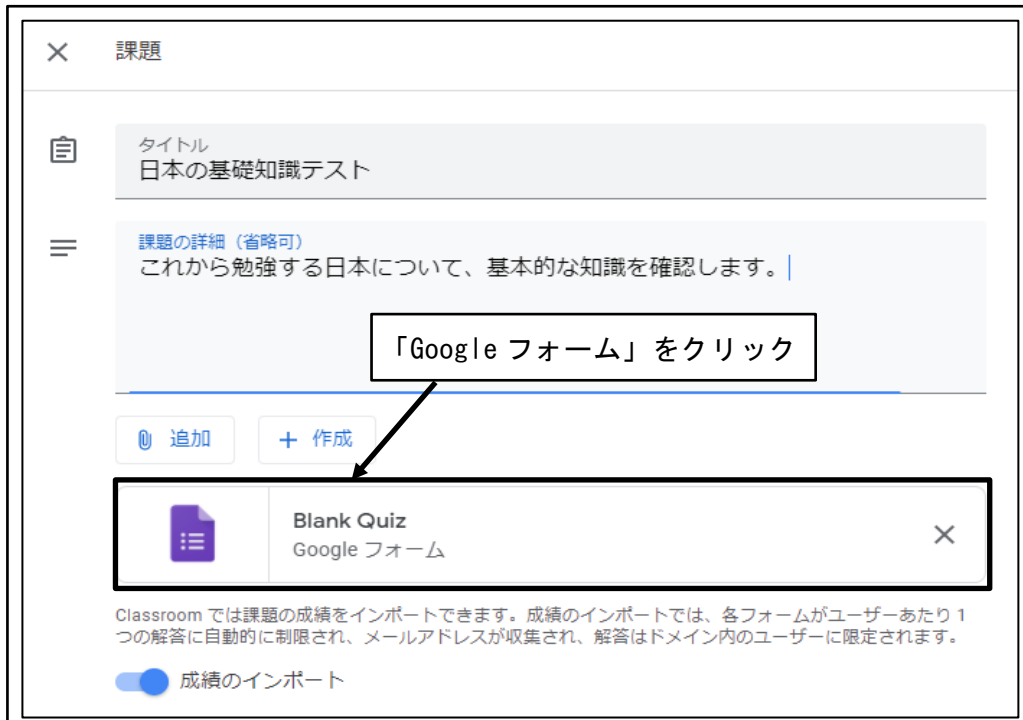 課題
タイトル
日本の基礎知識テスト
課題の詳細（省略可）
これから勉強する日本について、基本的な知識を確認します。
「Google フォーム」をクリック
追加
作成
Blank Quiz
Google フォーム
Classroom では課題の成績をインポートできます。成績のインポートでは、各フォームがユーザーあたり 1
つの解答に自動的に制限され、メールアドレスが収集され、解答はドメイン内のユーザーに限定されます。
成績のインポート